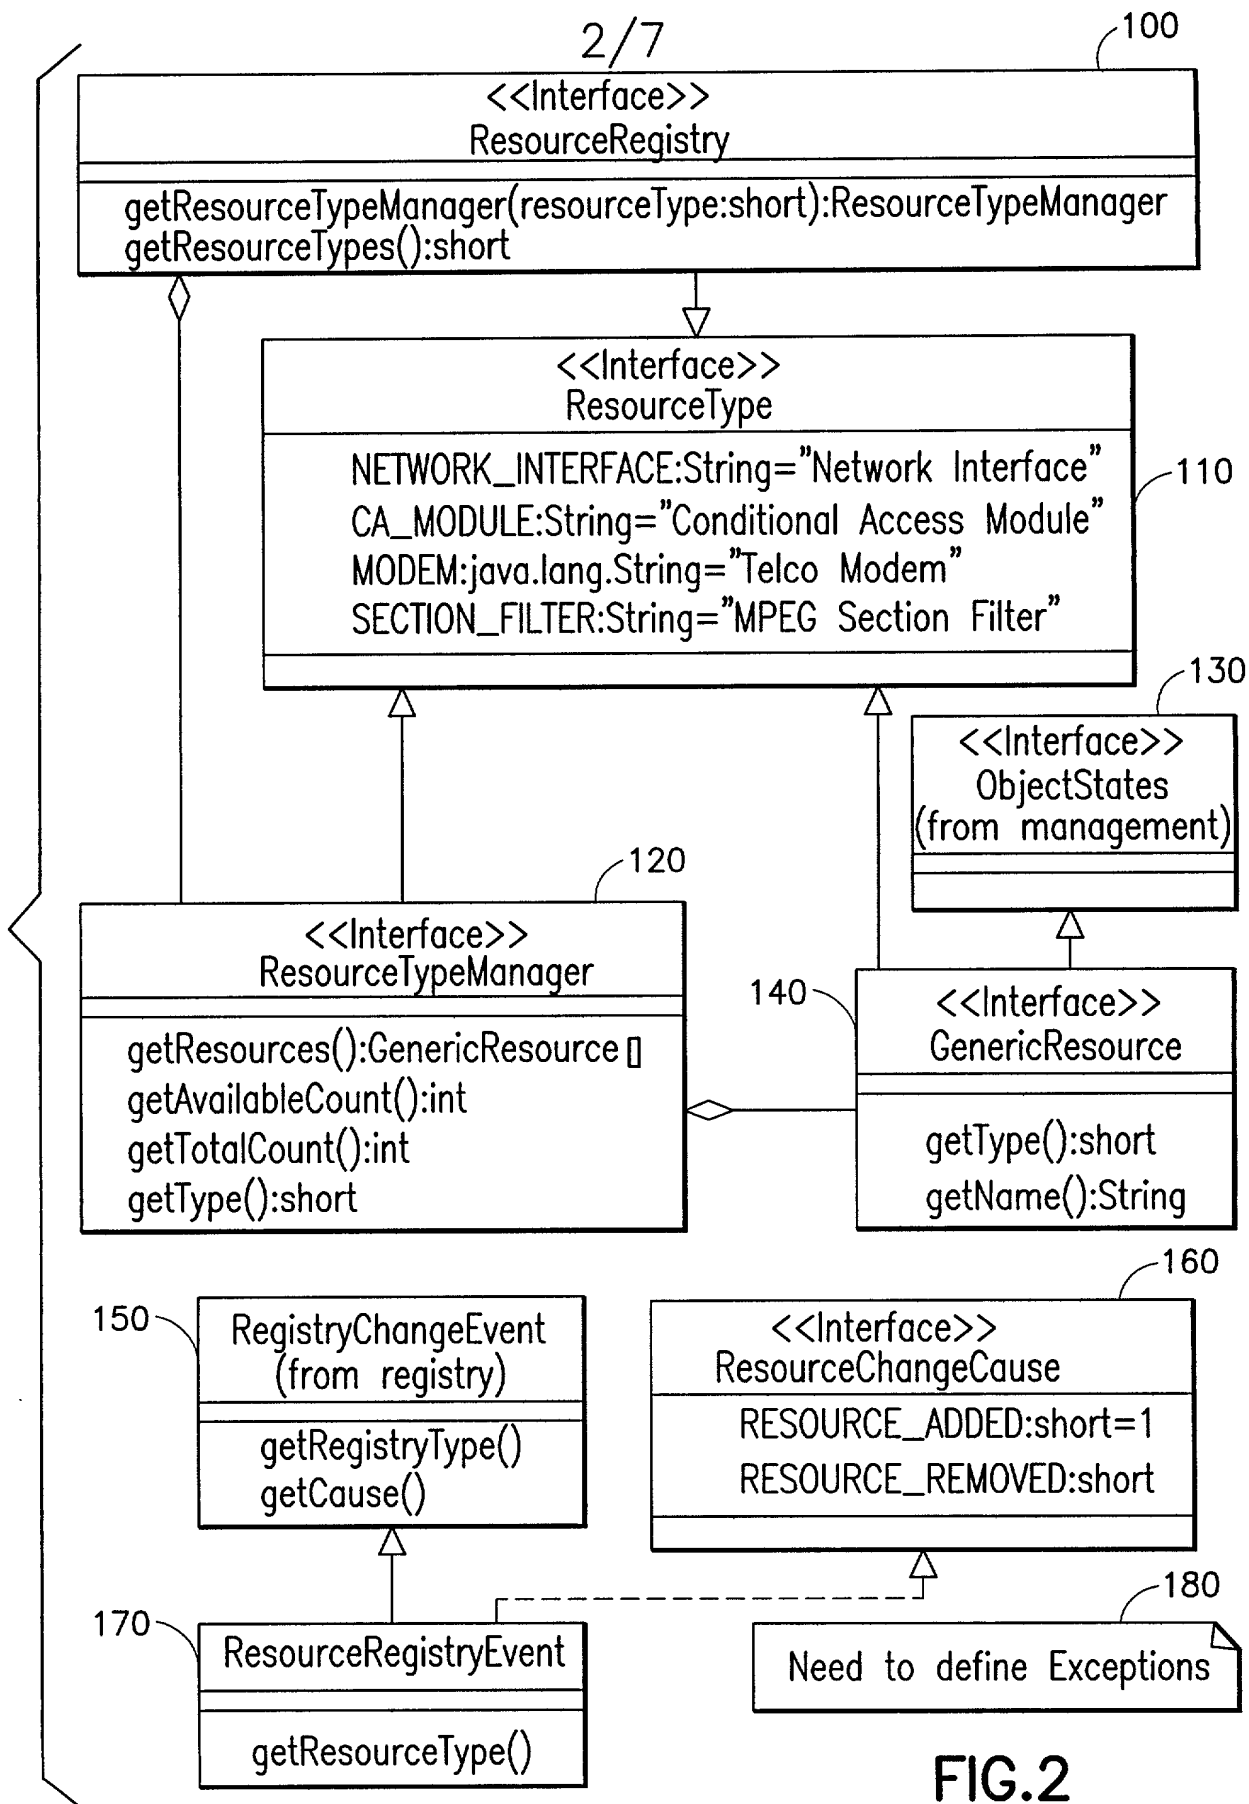 2/7
100
<<Interface>>
ResourceRegistry
getResourceTypeManager(resourceType:short):ResourceTypeManager
getResourceTypes():short
<<Interface>>
ResourceType
NETWORK_INTERFACE:String="Network Interface"
CA_MODULE:String="Conditional Access Module"
MODEM:java.lang.String="Telco Modem"
SECTION_FILTER:String="MPEG Section Filter"
110
130
<<Interface>>
ObjectStates
(from management)
120
<<Interface>>
ResourceTypeManager
getResources():GenericResource []
getAvailableCount():int
getTotalCount():int
getType():short
140
<<Interface>>
GenericResource
getType():short
getName():String
150
RegistryChangeEvent
(from registry)
getRegistryType()
getCause()
160
<<Interface>>
ResourceChangeCause
RESOURCE_ADDED:short=1
RESOURCE_REMOVED:short
170
ResourceRegistryEvent
getResourceType()
180
Need to define Exceptions
FIG.2